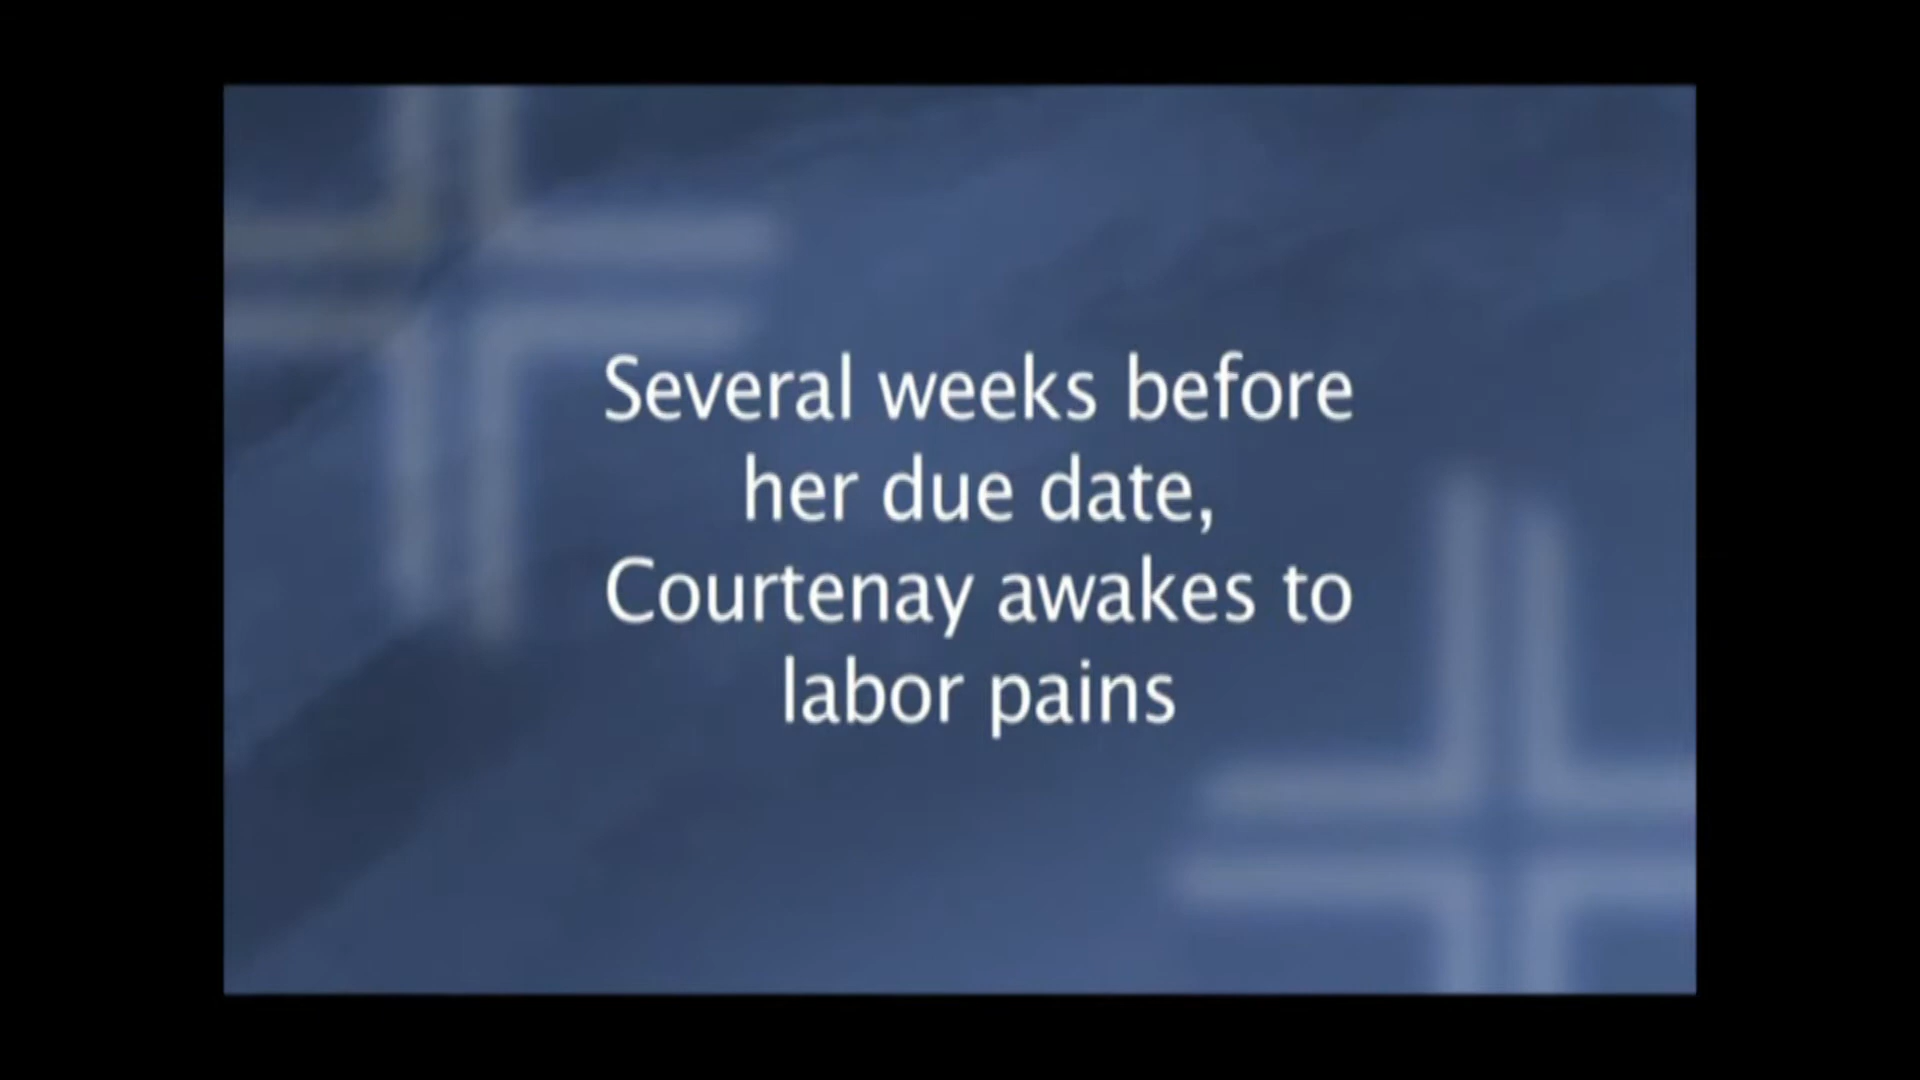 Several weeks before
her due date,
Courtenay awakes to
labor pains